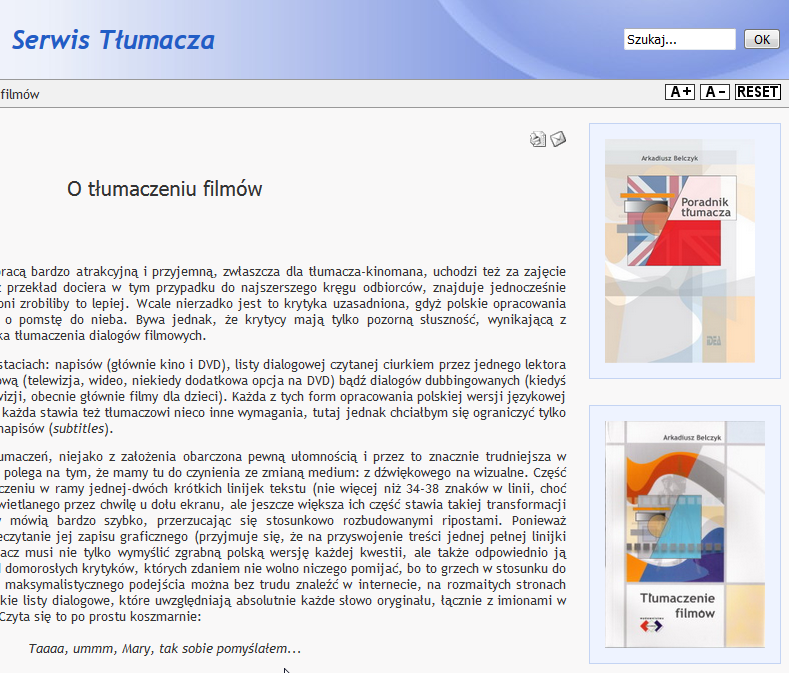 Serwis Tłumacza
Szukaj...
OK
filmów
A+
A-
RESET
O tłumaczeniu filmów
racą bardzo atrakcyjną i przyjemną, zwłaszcza dla tłumacza-kinomana, uchodzi też za zajęcie
przekład dociera w tym przypadku do najszerszego kręgu odbiorców, znajduje jednocześnie
oni zrobiliby to lepiej. Wcale nierzadko jest to krytyka uzasadniona, gdyż polskie opracowania
o pomstę do nieba. Bywa jednak, że krytycy mają tylko pozorną słuszność, wynikającą z
ka tłumaczenia dialogów filmowych.
staciach: napisów (głównie kino i DVD), listy dialogowej czytanej ciurkiem przez jednego lektora
ową (telewizja, wideo, niekiedy dodatkowa opcja na DVD) bądź dialogów dubbingowanych (kiedyś
wizji, obecnie głównie filmy dla dzieci). Każda z tych form opracowania polskiej wersji językowej
każda stawia też tłumaczowi nieco inne wymagania, tutaj jednak chciałbym się ograniczyć tylko
napisów (subtitles).
umaczeń, niejako z założenia obarczona pewną ułomnością i przez to znacznie trudniejsza w
polega na tym, że mamy tu do czynienia ze zmianą medium: z dźwiękowego na wizualne. Część
czeniu w ramy jednej-dwóch krótkich linijek tekstu (nie więcej niż 34-38 znaków w linii, choć
wietlanego przez chwilę u dołu ekranu, ale jeszcze większa ich część stawia takiej transformacji
mówią bardzo szybko, przerzucając się stosunkowo rozbudowanymi ripostami. Ponieważ
eczytanie jej zapisu graficznego (przyjmuje się, że na przyswojenie treści jednej pełnej linijki
acz musi nie tylko wymyślić zgrabną polską wersję każdej kwestii, ale także odpowiednio ją
domorosłych krytyków, których zdaniem nie wolno niczego pomijać, bo to grzech w stosunku do
maksymalistycznego podejścia można bez trudu znaleźć w internecie, na rozmaitych stronach
kie listy dialogowe, które uwzględniają absolutnie każde słowo oryginału, łącznie z imionami w
Czyta się to po prostu koszmarnie:
Taaaa, ummm, Mary, tak sobie pomyślałem...
Arkadiusz Belczyk
Poradnik
tłumacza
IDEA
Arkadiusz Belczyk
Tłumaczenie
filmów